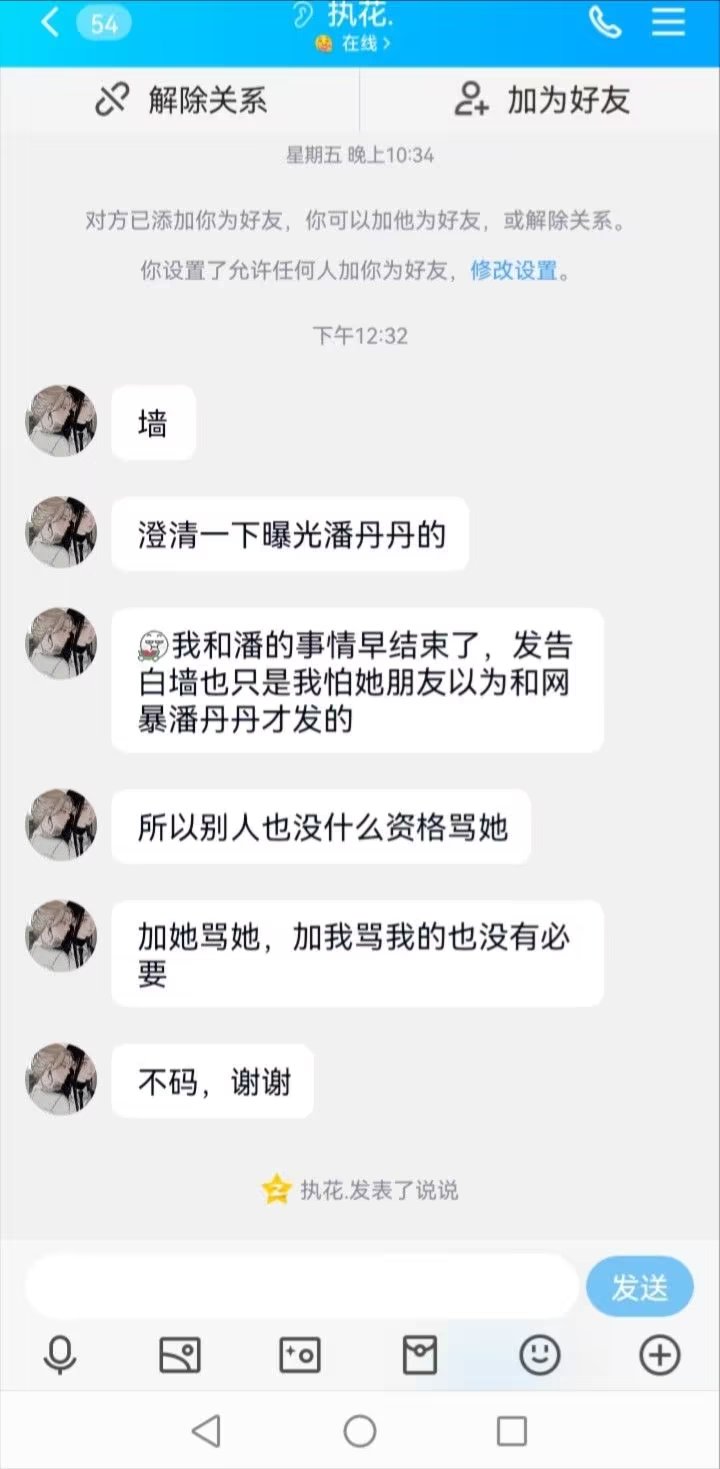 54
执花.
在线
解除关系
加为好友
星期五 晚上10:34
对方已添加你为好友，你可以加他为好友，或解除关系。
你设置了允许任何人加你为好友，修改设置。
下午12:32
墙
澄清一下曝光潘丹丹的
我和潘的事情早结束了，发告
白墙也只是我怕她朋友以为和网
暴潘丹丹才发的
所以别人也没什么资格骂她
加她骂她，加我骂我的也没有必
要
不码，谢谢
执花.发表了说说
发送